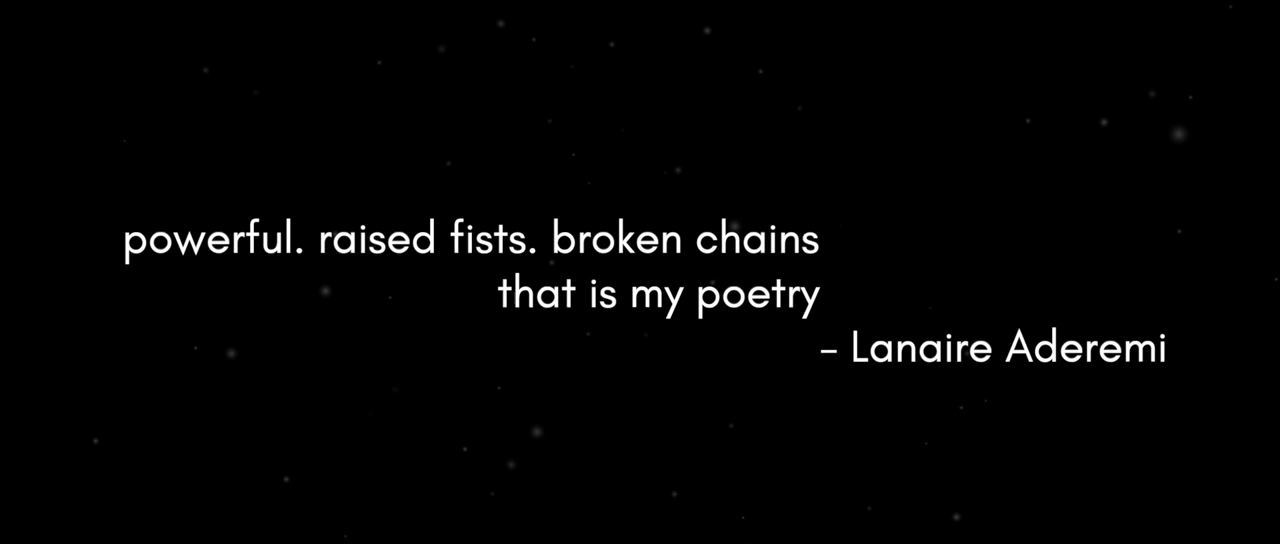 powerful. raised fists. broken chains
that is my poetry
– Lanaire Aderemi